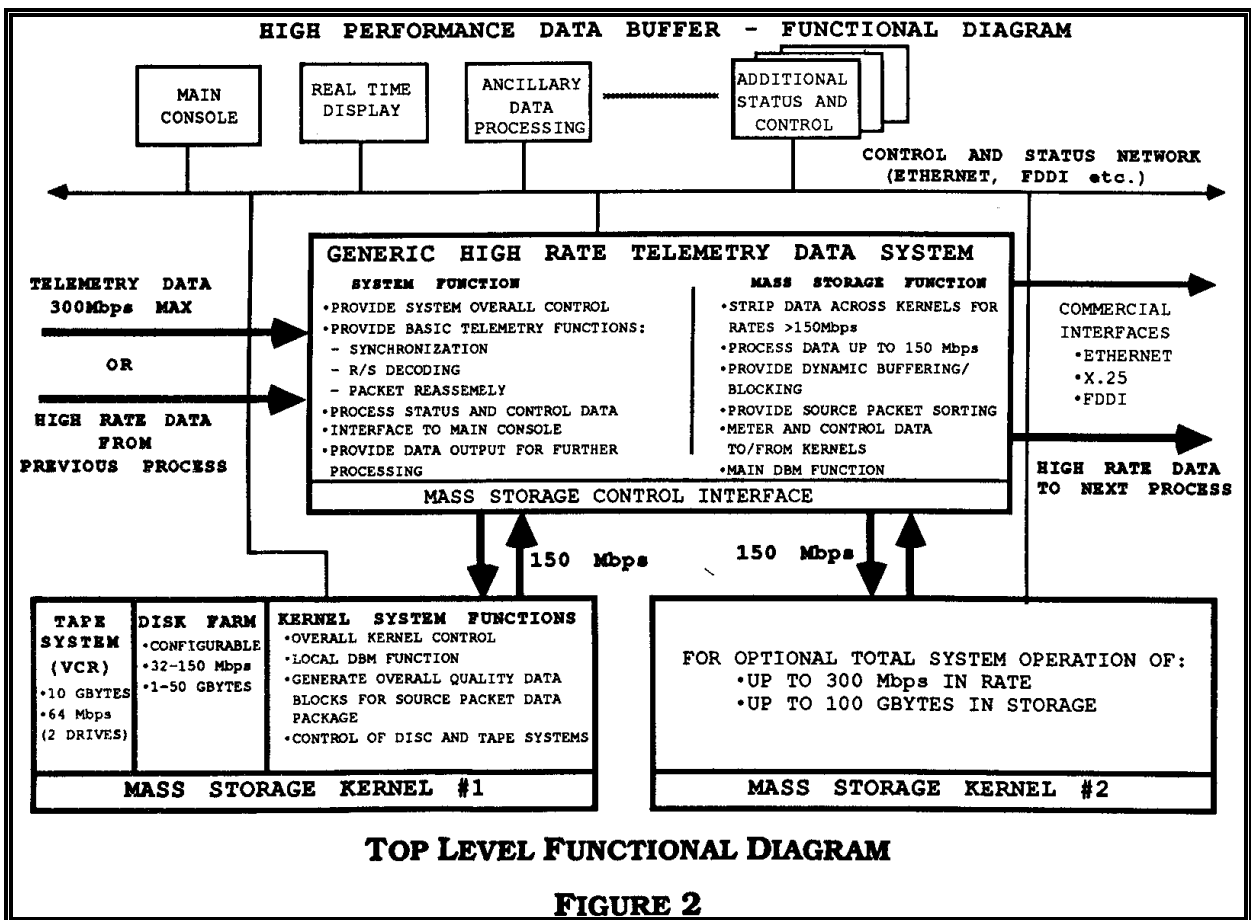 HIGH PERFORMANCE DATA BUFFER - FUNCTIONAL DIAGRAM
MAIN
CONSOLE
REAL TIME
DISPLAY
ANCILLARY
DATA
PROCESSING
ADDITIONAL
STATUS AND
CONTROL
CONTROL AND STATUS NETWORK
(ETHERNET, FDDI etc.)
TELEMETRY DATA
300Mbps MAX
OR
HIGH RATE DATA
FROM
PREVIOUS PROCESS
GENERIC HIGH RATE TELEMETRY DATA SYSTEM
SYSTEM FUNCTION
•PROVIDE SYSTEM OVERALL CONTROL
•PROVIDE BASIC TELEMETRY FUNCTIONS:
- SYNCHRONIZATION
- R/S DECODING
- PACKET REASSEMELY
•PROCESS STATUS AND CONTROL DATA
•INTERFACE TO MAIN CONSOLE
•PROVIDE DATA OUTPUT FOR FURTHER
PROCESSING
MASS STORAGE FUNCTION
•STRIP DATA ACROSS KERNELS FOR
RATES >150Mbps
•PROCESS DATA UP TO 150 Mbps
•PROVIDE DYNAMIC BUFFERING/
BLOCKING
•PROVIDE SOURCE PACKET SORTING
•METER AND CONTROL DATA
TO/FROM KERNELS
•MAIN DBM FUNCTION
MASS STORAGE CONTROL INTERFACE
COMMERCIAL
INTERFACES
•ETHERNET
•X.25
•FDDI
HIGH RATE DATA
TO NEXT PROCESS
150 Mbps
150 Mbps
TAPE
SYSTEM
(VCR)
•10 GBYTES
•64 Mbps
(2 DRIVES)
DISK FARM
•CONFIGURABLE
•32-150 Mbps
•1-50 GBYTES
KERNEL SYSTEM FUNCTIONS
•OVERALL KERNEL CONTROL
•LOCAL DBM FUNCTION
•GENERATE OVERALL QUALITY DATA
BLOCKS FOR SOURCE PACKET DATA
PACKAGE
•CONTROL OF DISC AND TAPE SYSTEMS
MASS STORAGE KERNEL #1
FOR OPTIONAL TOTAL SYSTEM OPERATION OF:
•UP TO 300 Mbps IN RATE
•UP TO 100 GBYTES IN STORAGE
MASS STORAGE KERNEL #2
TOP LEVEL FUNCTIONAL DIAGRAM
FIGURE 2